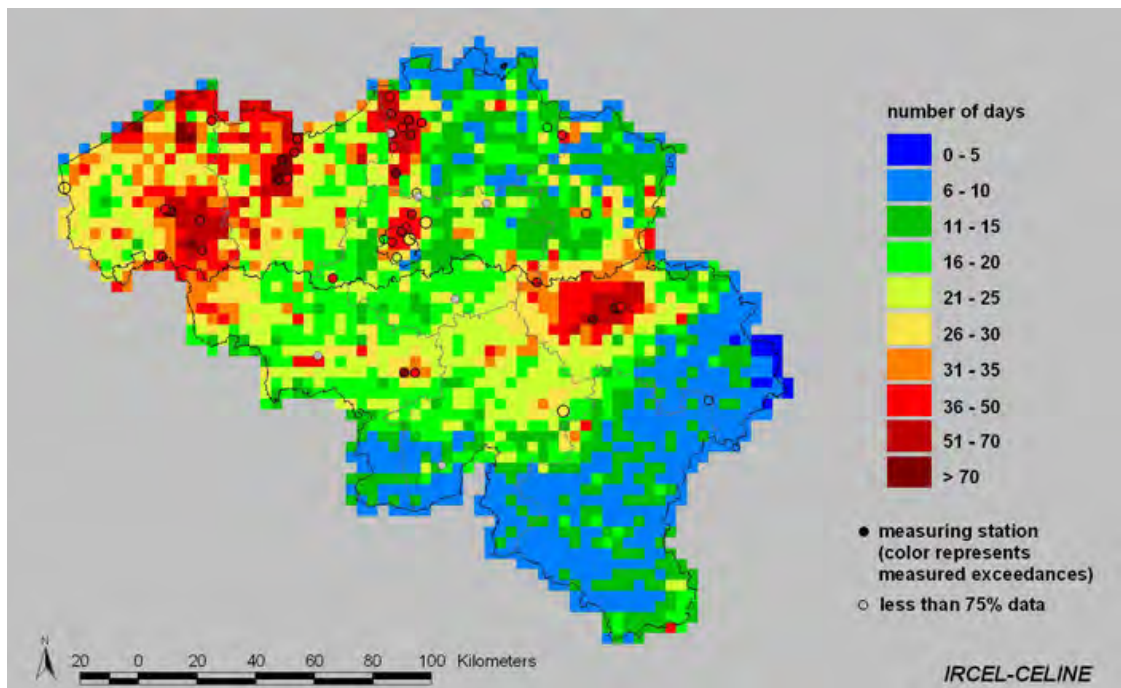 number of days
0 - 5
6 - 10
11 - 15
16 - 20
21 - 25
26 - 30
31 - 35
36 - 50
51 - 70
> 70
measuring station
(color represents
measured exceedances)
less than 75% data
N
20 0 20 40 60 80 100 Kilometers
IRCEL-CELINE